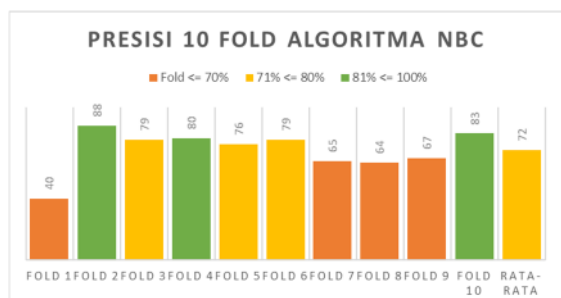 PRESISI 10 FOLD ALGORITMA NBC
Fold <= 70% 71% <= 80% 81% <= 100%
40 88 79 80 76 79 65 64 67 83 72
FOLD 1 FOLD 2 FOLD 3 FOLD 4 FOLD 5 FOLD 6 FOLD 7 FOLD 8 FOLD 9 FOLD 10 RATA-RATA